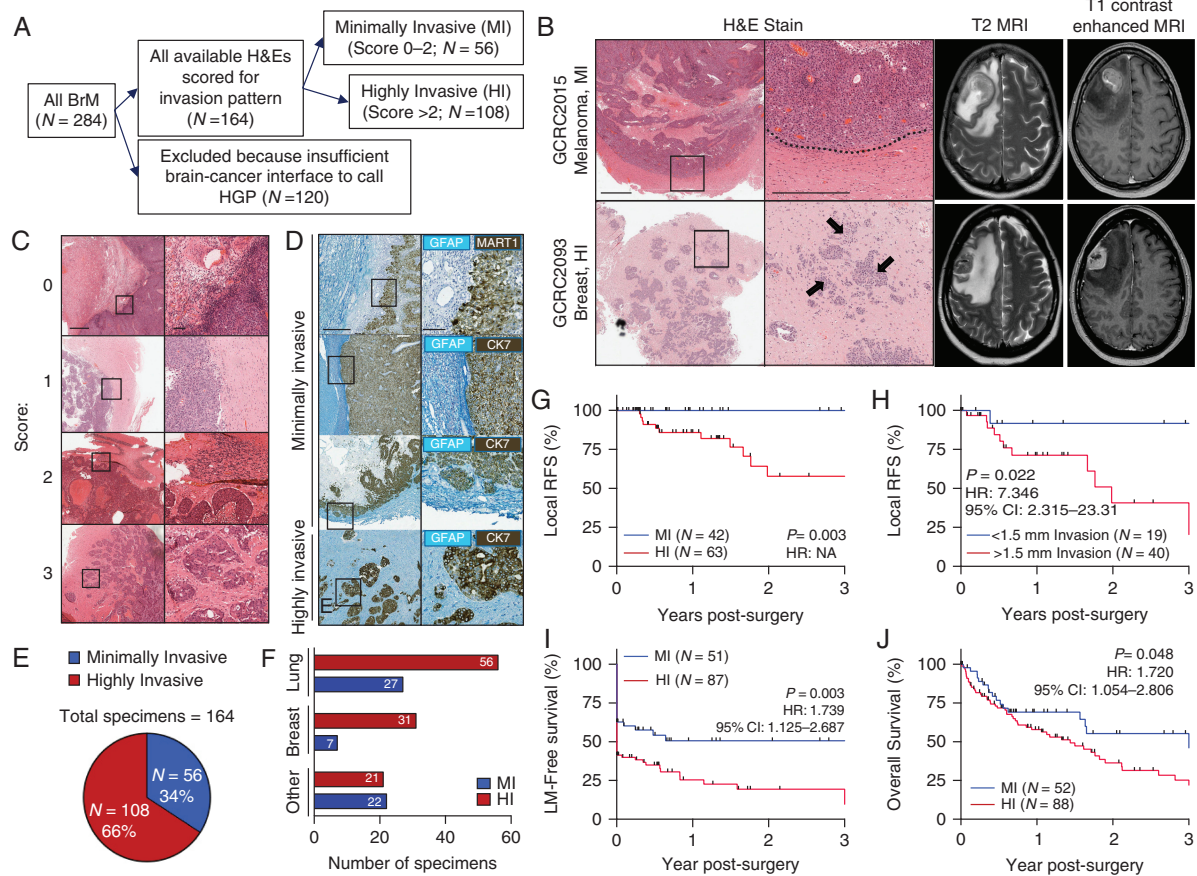 A
All BrM
(N = 284)
All available H&Es
scored for
invasion pattern
(N =164)
Minimally Invasive (MI)
(Score 0–2; N = 56)
Highly Invasive (HI)
(Score >2; N =108)
Excluded because insufficient
brain-cancer interface to call
HGP (N =120)
B
H&E Stain
T2 MRI
T1 contrast
enhanced MRI
GCRC2015
Melanoma, MI
GCRC2093
Breast, HI
C
Score:
0
1
2
3
D
Minimally invasive
Highly invasive
GFAP MART1
GFAP CK7
GFAP CK7
GFAP CK7
E
E
Minimally Invasive
Highly Invasive
Total specimens = 164
N = 56
34%
N = 108
66%
F
Lung
56
27
Breast
31
7
Other
21
22
MI
HI
0 20 40 60
Number of specimens
G
Local RFS (%)
100
75
50
25
0
MI (N = 42)
HI (N = 63)
P= 0.003
HR: NA
0 1 2 3
Years post-surgery
H
Local RFS (%)
100
75
50
25
0
P = 0.022
HR: 7.346
95% CI: 2.315–23.31
<1.5 mm Invasion (N = 19)
>1.5 mm Invasion (N = 40)
0 1 2 3
Years post-surgery
I
LM-Free survival (%)
100
75
50
25
0
MI (N = 51)
HI (N = 87)
P = 0.003
HR: 1.739
95% CI: 1.125–2.687
0 1 2 3
Year post-surgery
J
Overall Survival (%)
100
75
50
25
0
P= 0.048
HR: 1.720
95% CI: 1.054–2.806
MI (N = 52)
HI (N = 88)
0 1 2 3
Year post-surgery